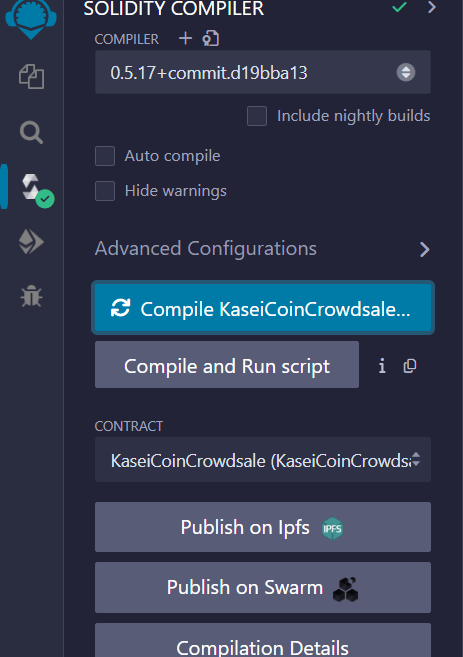 SOLIDITY COMPILER
COMPILER
0.5.17+commit.d19bba13
Include nightly builds
Auto compile
Hide warnings
Advanced Configurations
Compile KaseiCoinCrowdsale...
Compile and Run script
CONTRACT
KaseiCoinCrowdsale (KaseiCoinCrowdsa
Publish on Ipfs IPFS
Publish on Swarm
Compilation Details